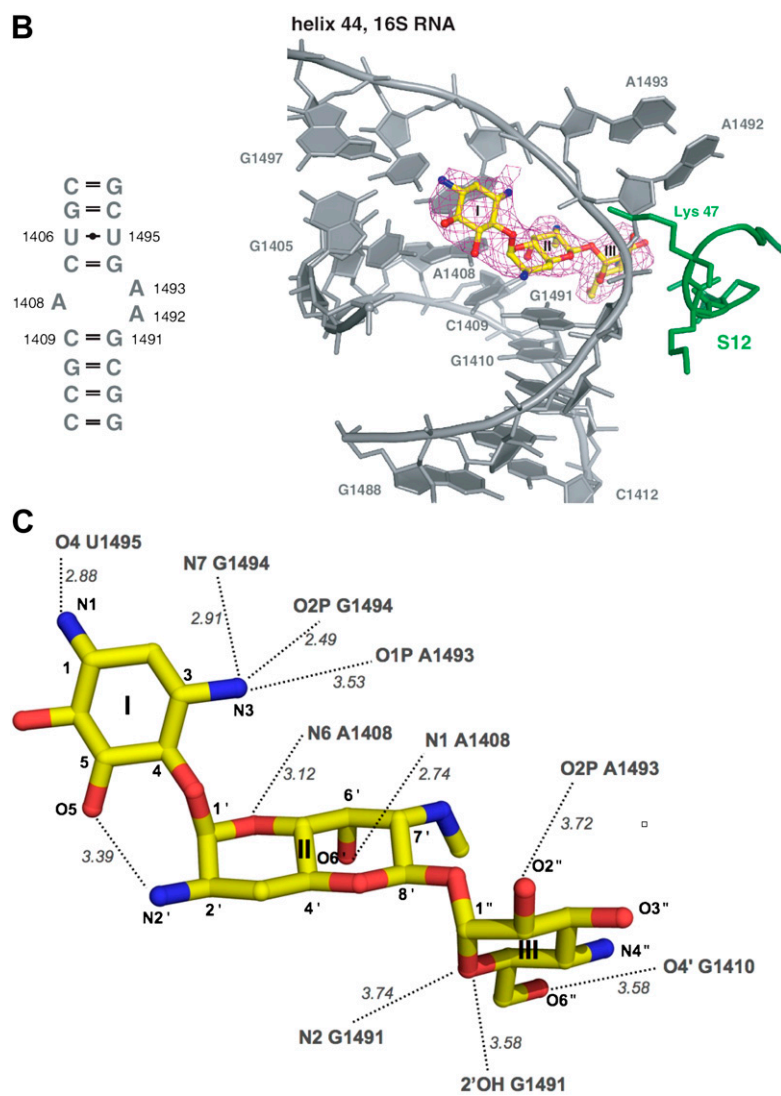 B
helix 44, 16S RNA
A1493
A1492
G1497
Lys 47
I
II
III
G1405
A1408
G1491
C1409
G1410
S12
G1488
C1412
C = G
G = C
1406 U U 1495
C = G
A 1493
1408 A
A 1492
1409 C = G 1491
G = C
C = G
C = G
C
O4 U1495
2.88
N7 G1494
N1
O2P G1494
2.91
2.49
O1P A1493
1
3
3.53
I
N3
N6 A1408
N1 A1408
5
4
O2P A1493
3.12
2.74
O5
1'
6'
3.72
II
7'
O6'
3.39
O2"
N2'
2'
4'
8'
1"
O3"
III
N4"
O4' G1410
3.74
O6"
3.58
N2 G1491
3.58
2'OH G1491